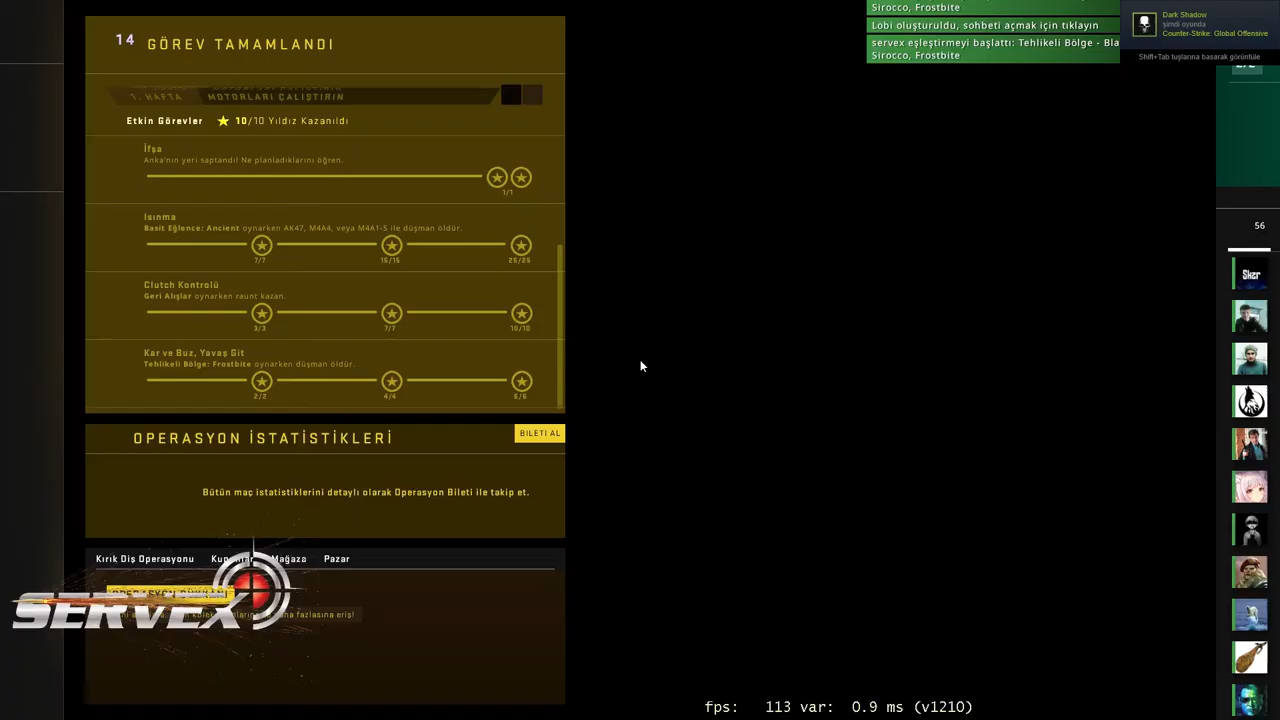 Sirocco, Frostbite
Lobi oluşturuldu, sohbeti açmak için tıklayın
servex eşleştirmeyi başlattı: Tehlikeli Bölge - Bla
Sirocco, Frostbite
Dark Shadow
şimdi oyunda
Counter-Strike: Global Offensive
Shift+Tab tuşlarına basarak görüntüle
14 GÖREV TAMAMLANDI
1. HAFTA MOTORLARI ÇALIŞTIRIN
Etkin Görevler 10/10 Yıldız Kazanıldı
İfşa
Anka'nın yeri saptandı! Ne planladıklarını öğren.
1/1
Isınma
Basit Eğlence: Ancient oynarken AK47, M4A4, veya M4A1-S ile düşman öldür.
7/7 15/15 25/25
Clutch Kontrolü
Geri Alışlar oynarken raunt kazan.
3/3 7/7 10/10
Kar ve Buz, Yavaş Git
Tehlikeli Bölge: Frostbite oynarken düşman öldür.
2/2 4/4 6/6
56
Sker
OPERASYON İSTATİSTİKLERİ
BILETI AL
Bütün maç istatistiklerini detaylı olarak Operasyon Bileti ile takip et.
Kırık Diş Operasyonu Mağaza Pazar
SERVEX
fazlasına eriş!
fps: 113 var: 0.9 ms (v1210)